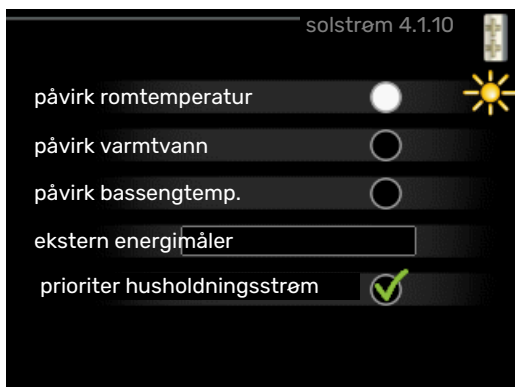 solstrøm 4.1.10
påvirk romtemperatur
påvirk varmtvann
påvirk bassengtemp.
ekstern energimåler
prioriter husholdningsstrøm